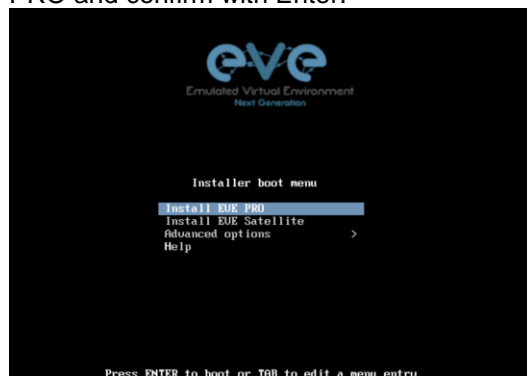 PRO and confirm with Enter.
eve
Emulated Virtual Environment
Next Generation
Installer boot menu
Install EVE PRO
Install EVE Satellite
Advanced options >
Help
Press ENTER to boot or TAB to edit a menu entry